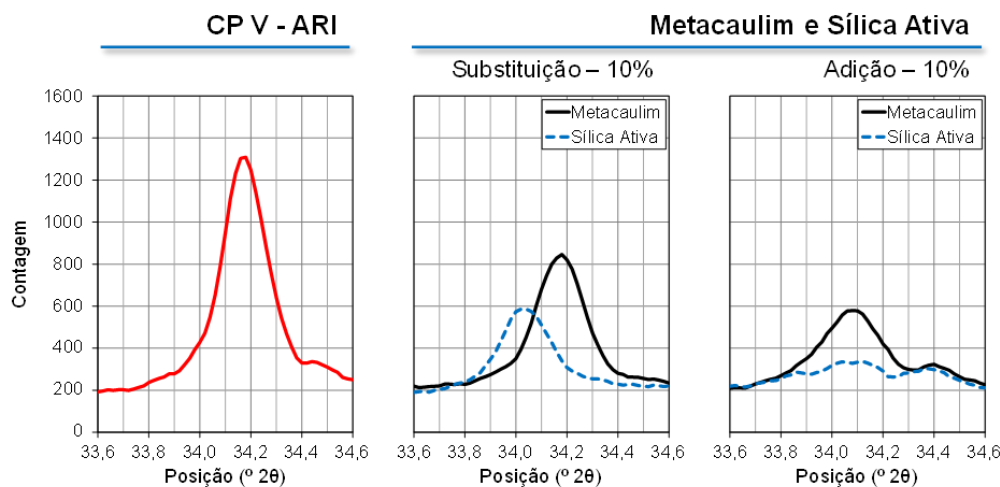 CP V - ARI
Metacaulim e Sílica Ativa
Substituição – 10%
Adição – 10%
Contagem
1600
1400
1200
1000
800
600
400
200
0
33,6 33,8 34,0 34,2 34,4 34,6
Posição (º 2θ)
Metacaulim
Sílica Ativa
33,6 33,8 34,0 34,2 34,4 34,6
Posição (º 2θ)
Metacaulim
Sílica Ativa
33,6 33,8 34,0 34,2 34,4 34,6
Posição (º 2θ)